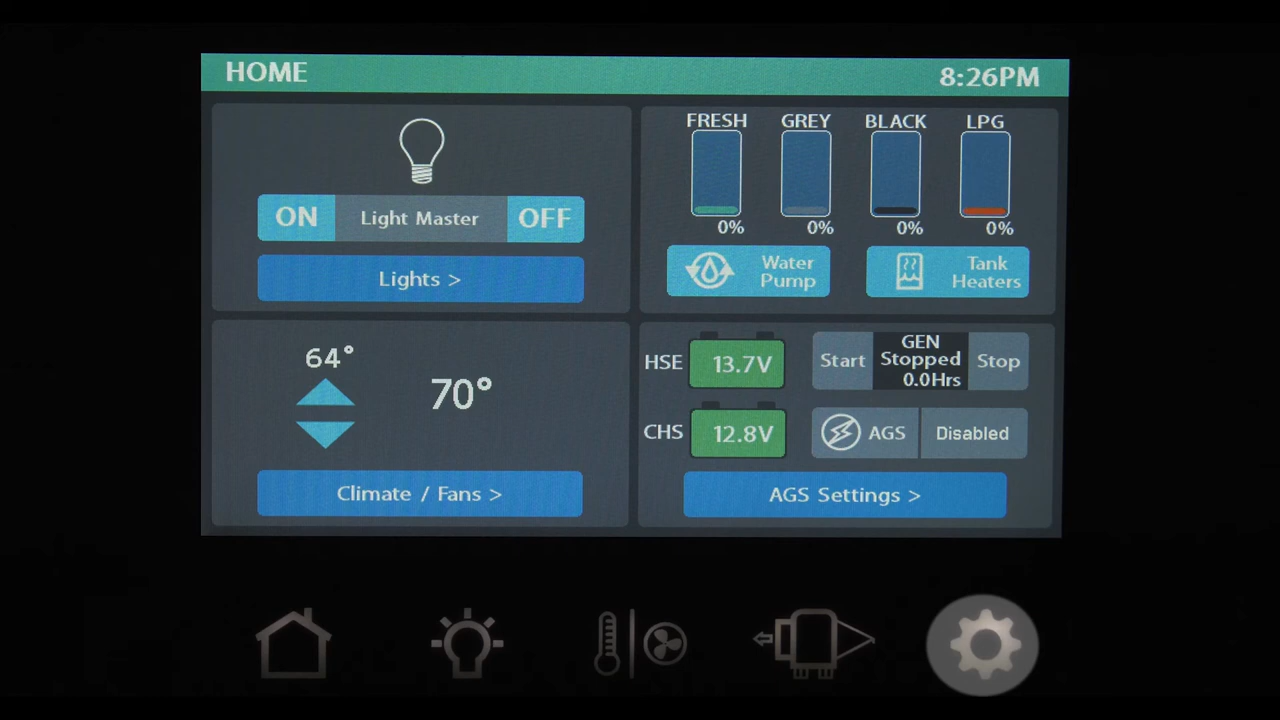 HOME
8:26PM
ON
Light Master
OFF
Lights >
FRESH
GREY
BLACK
LPG
0%
0%
0%
0%
Water
Pump
Tank
Heaters
64°
70°
Climate / Fans >
HSE
13.7V
CHS
12.8V
Start
GEN
Stopped
0.0Hrs
Stop
AGS
Disabled
AGS Settings >